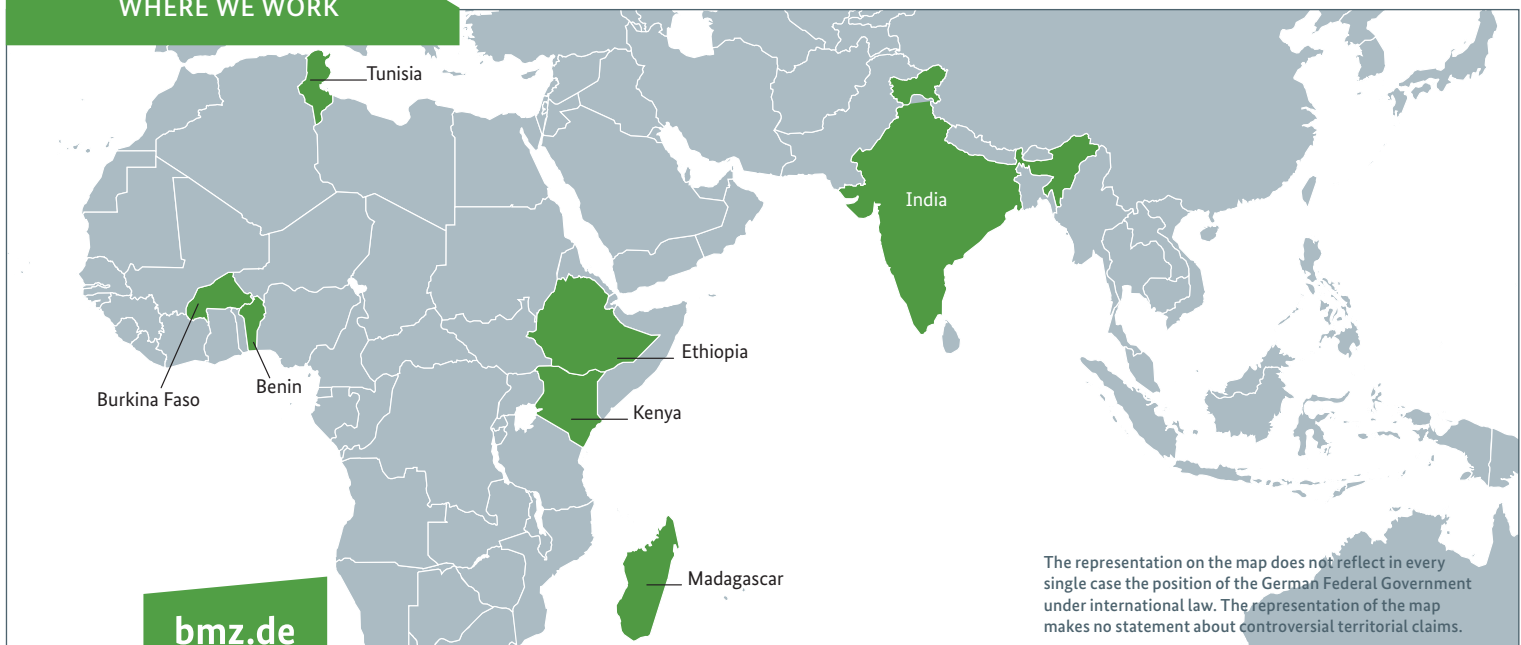 WHERE WE WORK
Tunisia
India
Ethiopia
Burkina Faso
Benin
Kenya
Madagascar
The representation on the map does not reflect in every
single case the position of the German Federal Government
under international law. The representation of the map
makes no statement about controversial territorial claims.
bmz.de